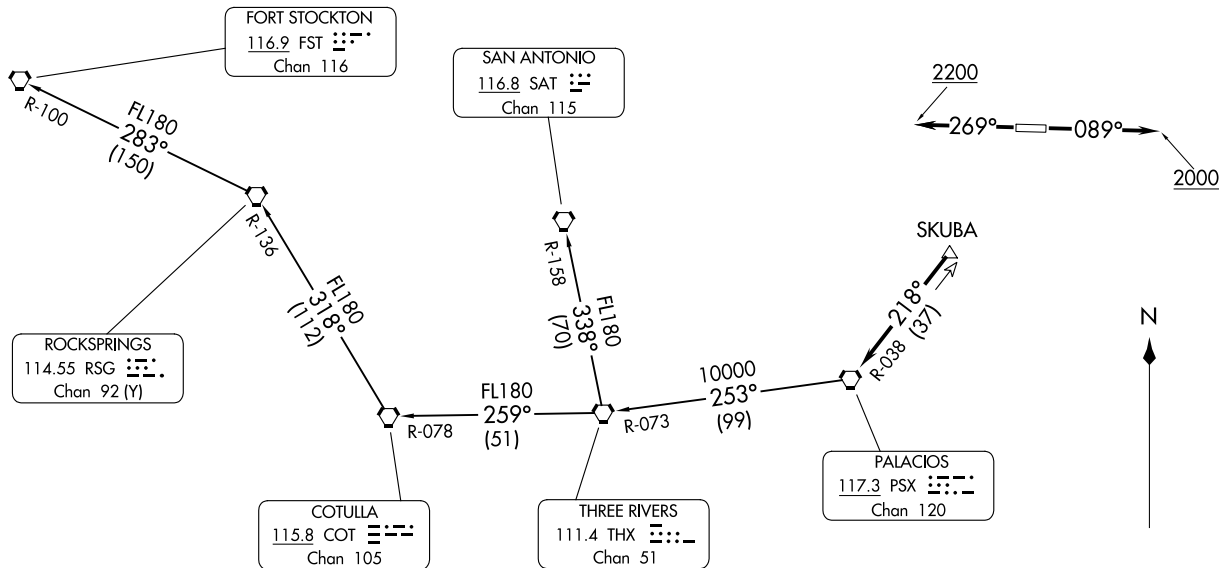 FORT STOCKTON
116.9 FST
Chan 116
SAN ANTONIO
116.8 SAT
Chan 115
2200
269°
089°
2000
R-100
FL180
283°
(150)
R-136
R-158
SKUBA
FL180
318°
(112)
FL180
338°
(70)
218°
(37)
R-038
N
ROCKSPRINGS
114.55 RSG
Chan 92 (Y)
FL180
259°
(51)
R-078
10000
253°
(99)
R-073
PALACIOS
117.3 PSX
Chan 120
COTULLA
115.8 COT
Chan 105
THREE RIVERS
111.4 THX
Chan 51